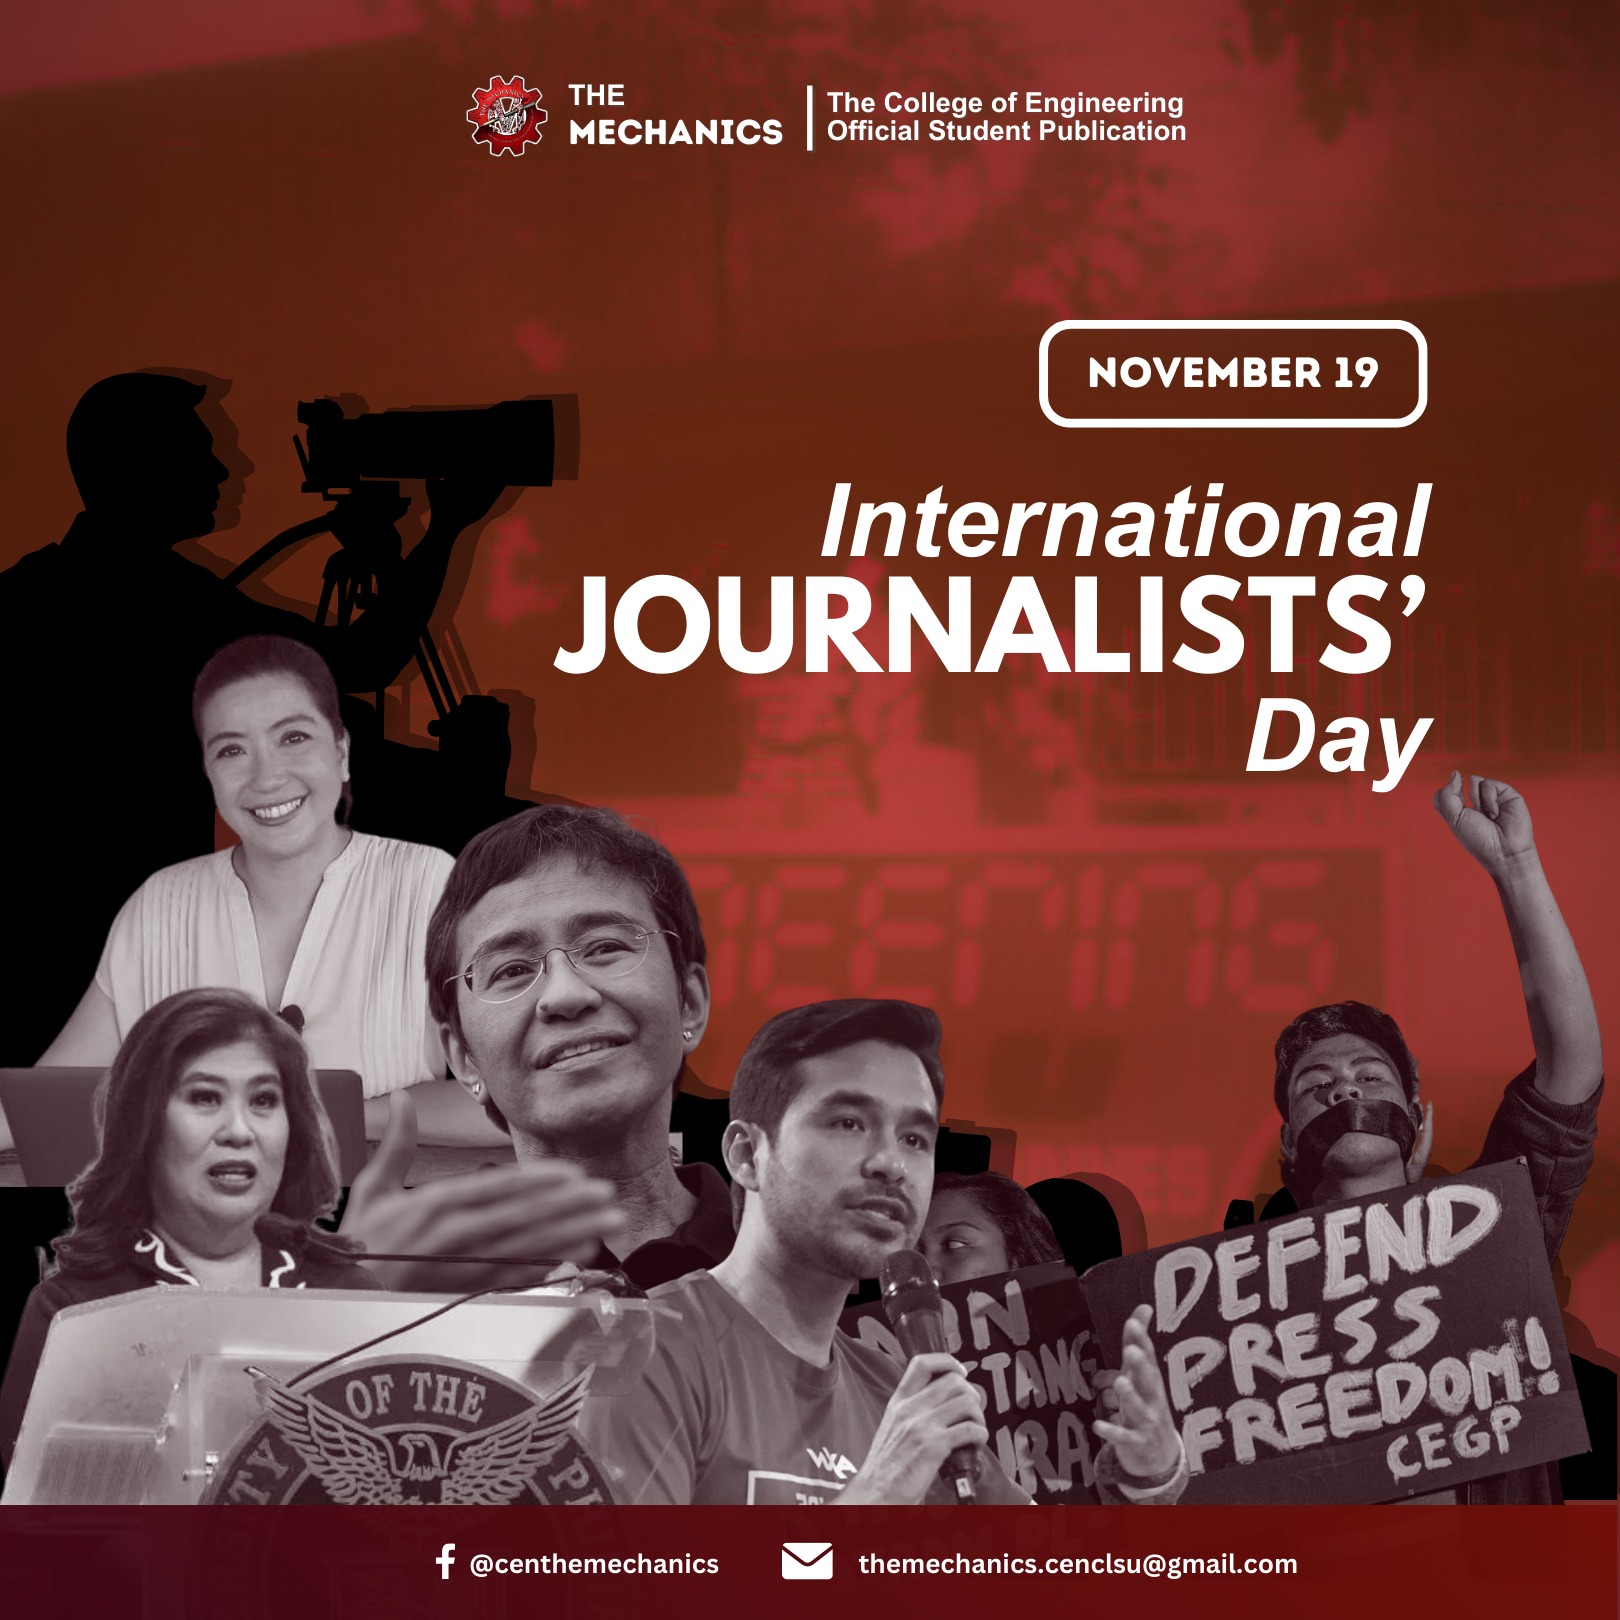 THE
MECHANICS
The College of Engineering
Official Student Publication
NOVEMBER 19
International
JOURNALISTS’
Day
DEFEND
PRESS
FREEDOM!
CEGP
OF THE
@centhemechanics
themechanics.cenclsu@gmail.com